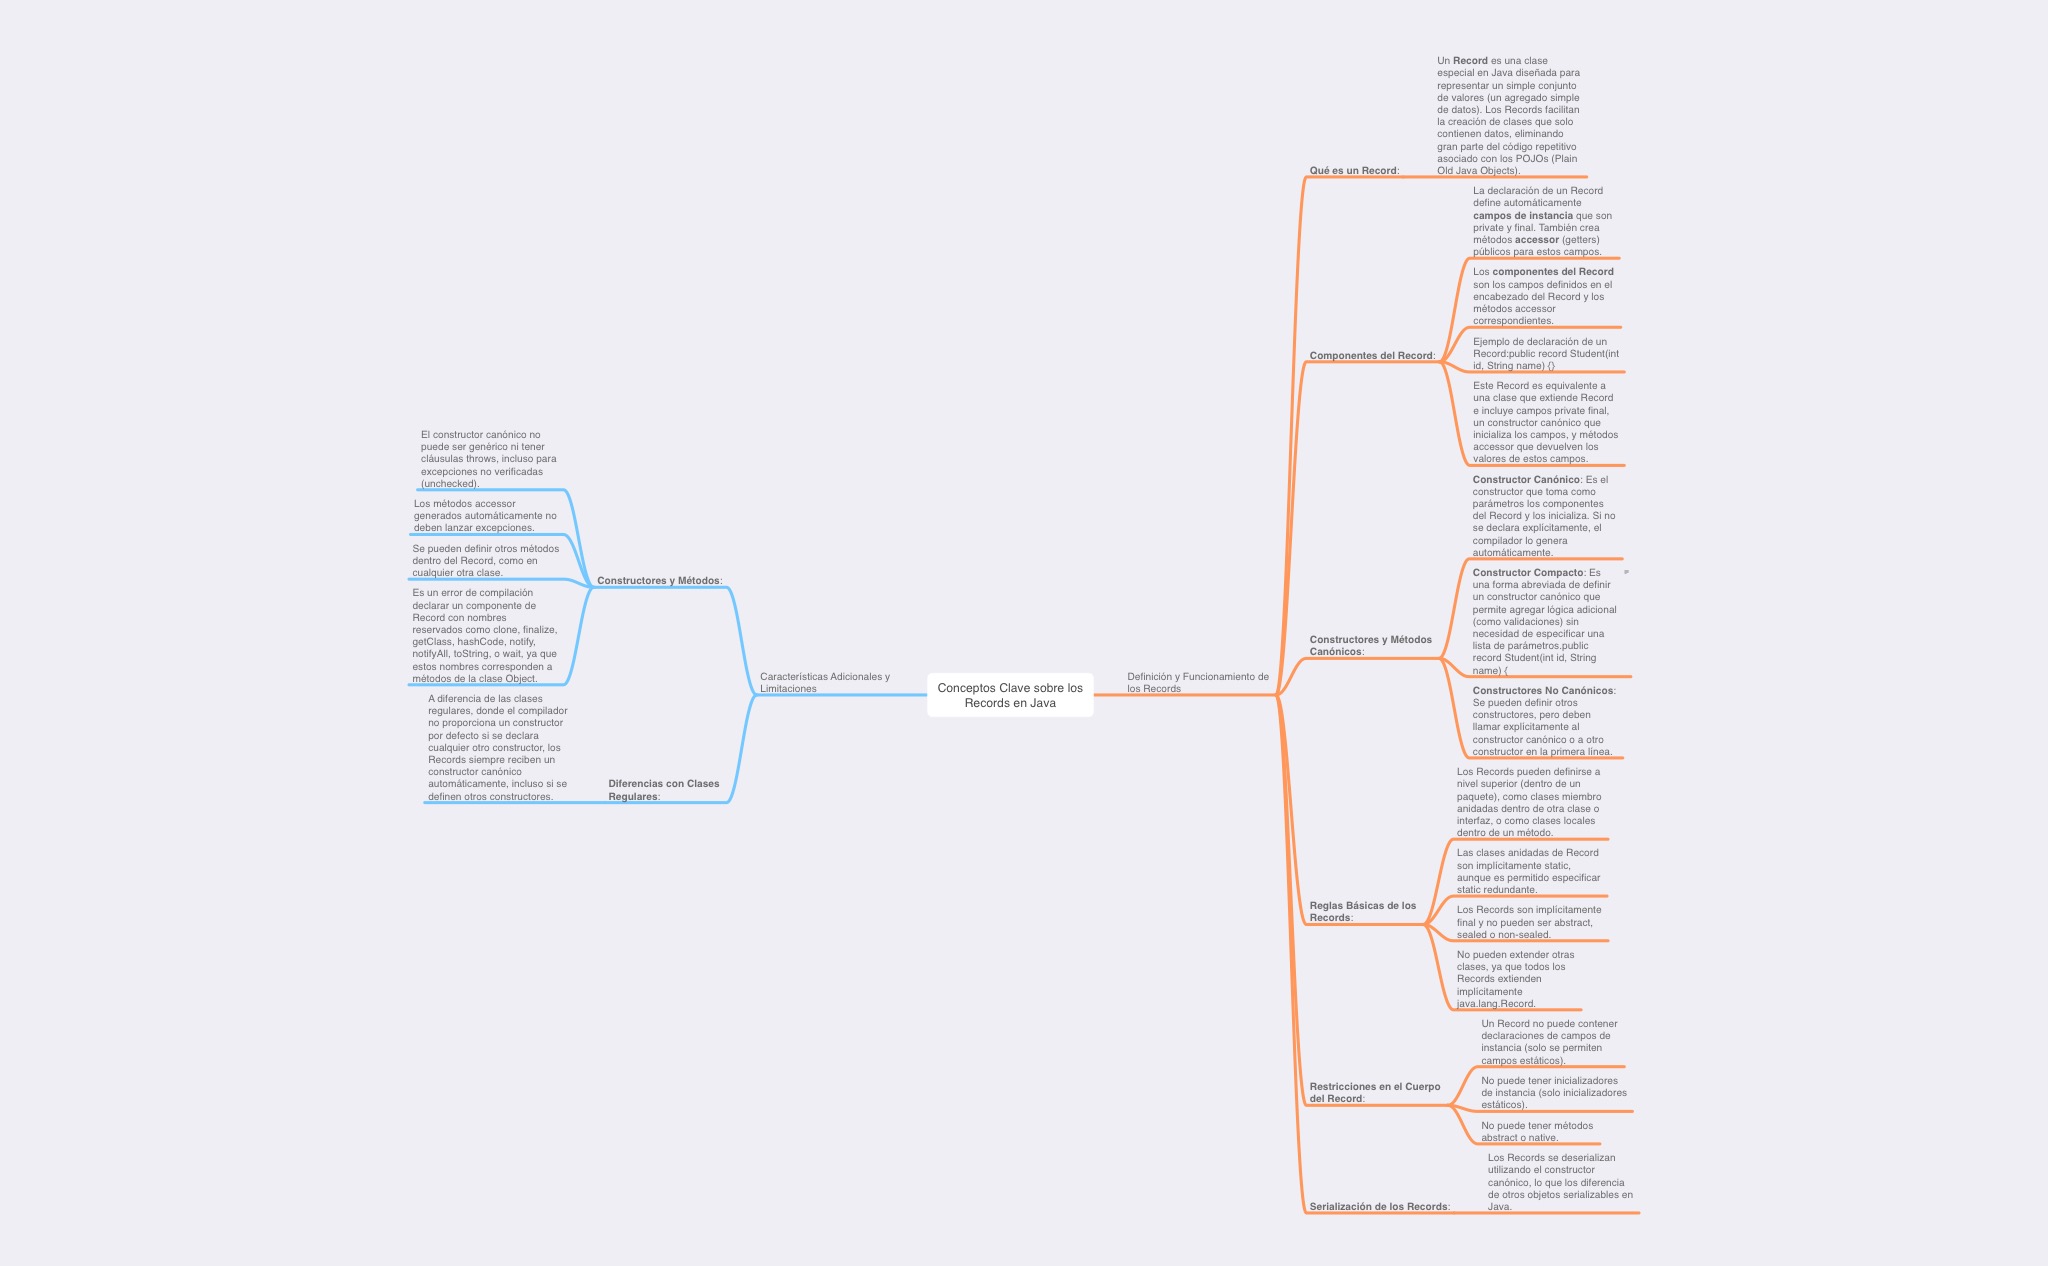 Conceptos Clave sobre los
Records en Java
Definición y Funcionamiento de
los Records
Qué es un Record:
Un Record es una clase
especial en Java diseñada para
representar un simple conjunto
de valores (un agregado simple
de datos). Los Records facilitan
la creación de clases que solo
contienen datos, eliminando
gran parte del código repetitivo
asociado con los POJOs (Plain
Old Java Objects).
Componentes del Record:
La declaración de un Record
define automáticamente
campos de instancia que son
private y final. También crea
métodos accessor (getters)
públicos para estos campos.
Los componentes del Record
son los campos definidos en el
encabezado del Record y los
métodos accessor
correspondientes.
Ejemplo de declaración de un
Record:public record Student(int
id, String name) {}
Este Record es equivalente a
una clase que extiende Record
e incluye campos private final,
un constructor canónico que
inicializa los campos, y métodos
accessor que devuelven los
valores de estos campos.
Constructores y Métodos
Canónicos:
Constructor Canónico: Es el
constructor que toma como
parámetros los componentes
del Record y los inicializa. Si no
se declara explícitamente, el
compilador lo genera
automáticamente.
Constructor Compacto: Es
una forma abreviada de definir
un constructor canónico que
permite agregar lógica adicional
(como validaciones) sin
necesidad de especificar una
lista de parámetros.public
record Student(int id, String
name) {
Constructores No Canónicos:
Se pueden definir otros
constructores, pero deben
llamar explícitamente al
constructor canónico o a otro
constructor en la primera línea.
Reglas Básicas de los
Records:
Los Records pueden definirse a
nivel superior (dentro de un
paquete), como clases miembro
anidadas dentro de otra clase o
interfaz, o como clases locales
dentro de un método.
Las clases anidadas de Record
son implícitamente static,
aunque es permitido especificar
static redundante.
Los Records son implícitamente
final y no pueden ser abstract,
sealed o non-sealed.
No pueden extender otras
clases, ya que todos los
Records extienden
implícitamente
java.lang.Record.
Restricciones en el Cuerpo
del Record:
Un Record no puede contener
declaraciones de campos de
instancia (solo se permiten
campos estáticos).
No puede tener inicializadores
de instancia (solo inicializadores
estáticos).
No puede tener métodos
abstract o native.
Serialización de los Records:
Los Records se deserializan
utilizando el constructor
canónico, lo que los diferencia
de otros objetos serializables en
Java.
Características Adicionales y
Limitaciones
Constructores y Métodos:
El constructor canónico no
puede ser genérico ni tener
cláusulas throws, incluso para
excepciones no verificadas
(unchecked).
Los métodos accessor
generados automáticamente no
deben lanzar excepciones.
Se pueden definir otros métodos
dentro del Record, como en
cualquier otra clase.
Es un error de compilación
declarar un componente de
Record con nombres
reservados como clone, finalize,
getClass, hashCode, notify,
notifyAll, toString, o wait, ya que
estos nombres corresponden a
métodos de la clase Object.
Diferencias con Clases
Regulares:
A diferencia de las clases
regulares, donde el compilador
no proporciona un constructor
por defecto si se declara
cualquier otro constructor, los
Records siempre reciben un
constructor canónico
automáticamente, incluso si se
definen otros constructores.